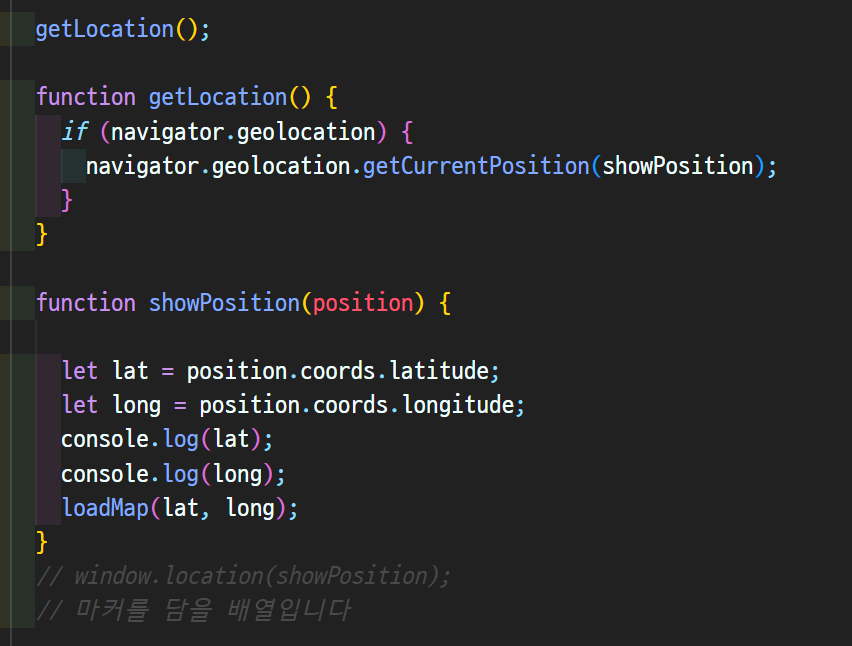 getLocation();
function getLocation() {
if (navigator.geolocation) {
navigator.geolocation.getCurrentPosition(showPosition);
}
}
function showPosition(position) {
let lat = position.coords.latitude;
let long = position.coords.longitude;
console.log(lat);
console.log(long);
loadMap(lat, long);
}
// window.location(showPosition);
// 마커를 담을 배열입니다